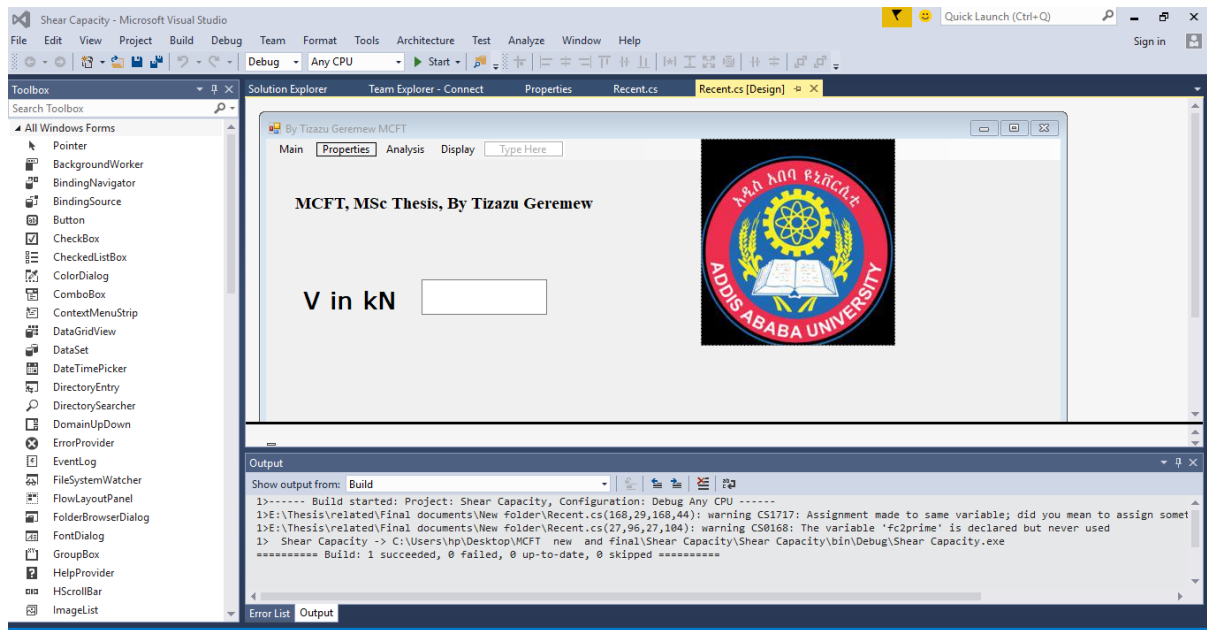 Shear Capacity - Microsoft Visual Studio
Quick Launch (Ctrl+Q)
File Edit View Project Build Debug Team Format Tools Architecture Test Analyze Window Help
Sign in
Debug Any CPU Start
Toolbox
Search Toolbox
All Windows Forms
Pointer
BackgroundWorker
BindingNavigator
BindingSource
Button
CheckBox
CheckedListBox
ColorDialog
ComboBox
ContextMenuStrip
DataGridView
DataSet
DateTimePicker
DirectoryEntry
DirectorySearcher
DomainUpDown
ErrorProvider
EventLog
FileSystemWatcher
FlowLayoutPanel
FolderBrowserDialog
FontDialog
GroupBox
HelpProvider
HScrollBar
ImageList
Solution Explorer Team Explorer - Connect Properties Recent.cs Recent.cs [Design]
By Tizazu Geremew MCFT
Main Properties Analysis Display Type Here
MCFT, MSc Thesis, By Tizazu Geremew
V in kN
አዲስ አበባ ዩኒቨርሲቲ
ADDIS ABABA UNIVERSITY
Output
Show output from: Build
1>------ Build started: Project: Shear Capacity, Configuration: Debug Any CPU ------
1>E:\Thesis\related\Final documents\New folder\Recent.cs(168,29,168,44): warning CS1717: Assignment made to same variable; did you mean to assign somet
1>E:\Thesis\related\Final documents\New folder\Recent.cs(27,96,27,104): warning CS0168: The variable 'fc2prime' is declared but never used
1>  Shear Capacity -> C:\Users\hp\Desktop\MCFT  new  and final\Shear Capacity\Shear Capacity\bin\Debug\Shear Capacity.exe
========== Build: 1 succeeded, 0 failed, 0 up-to-date, 0 skipped ==========
Error List Output